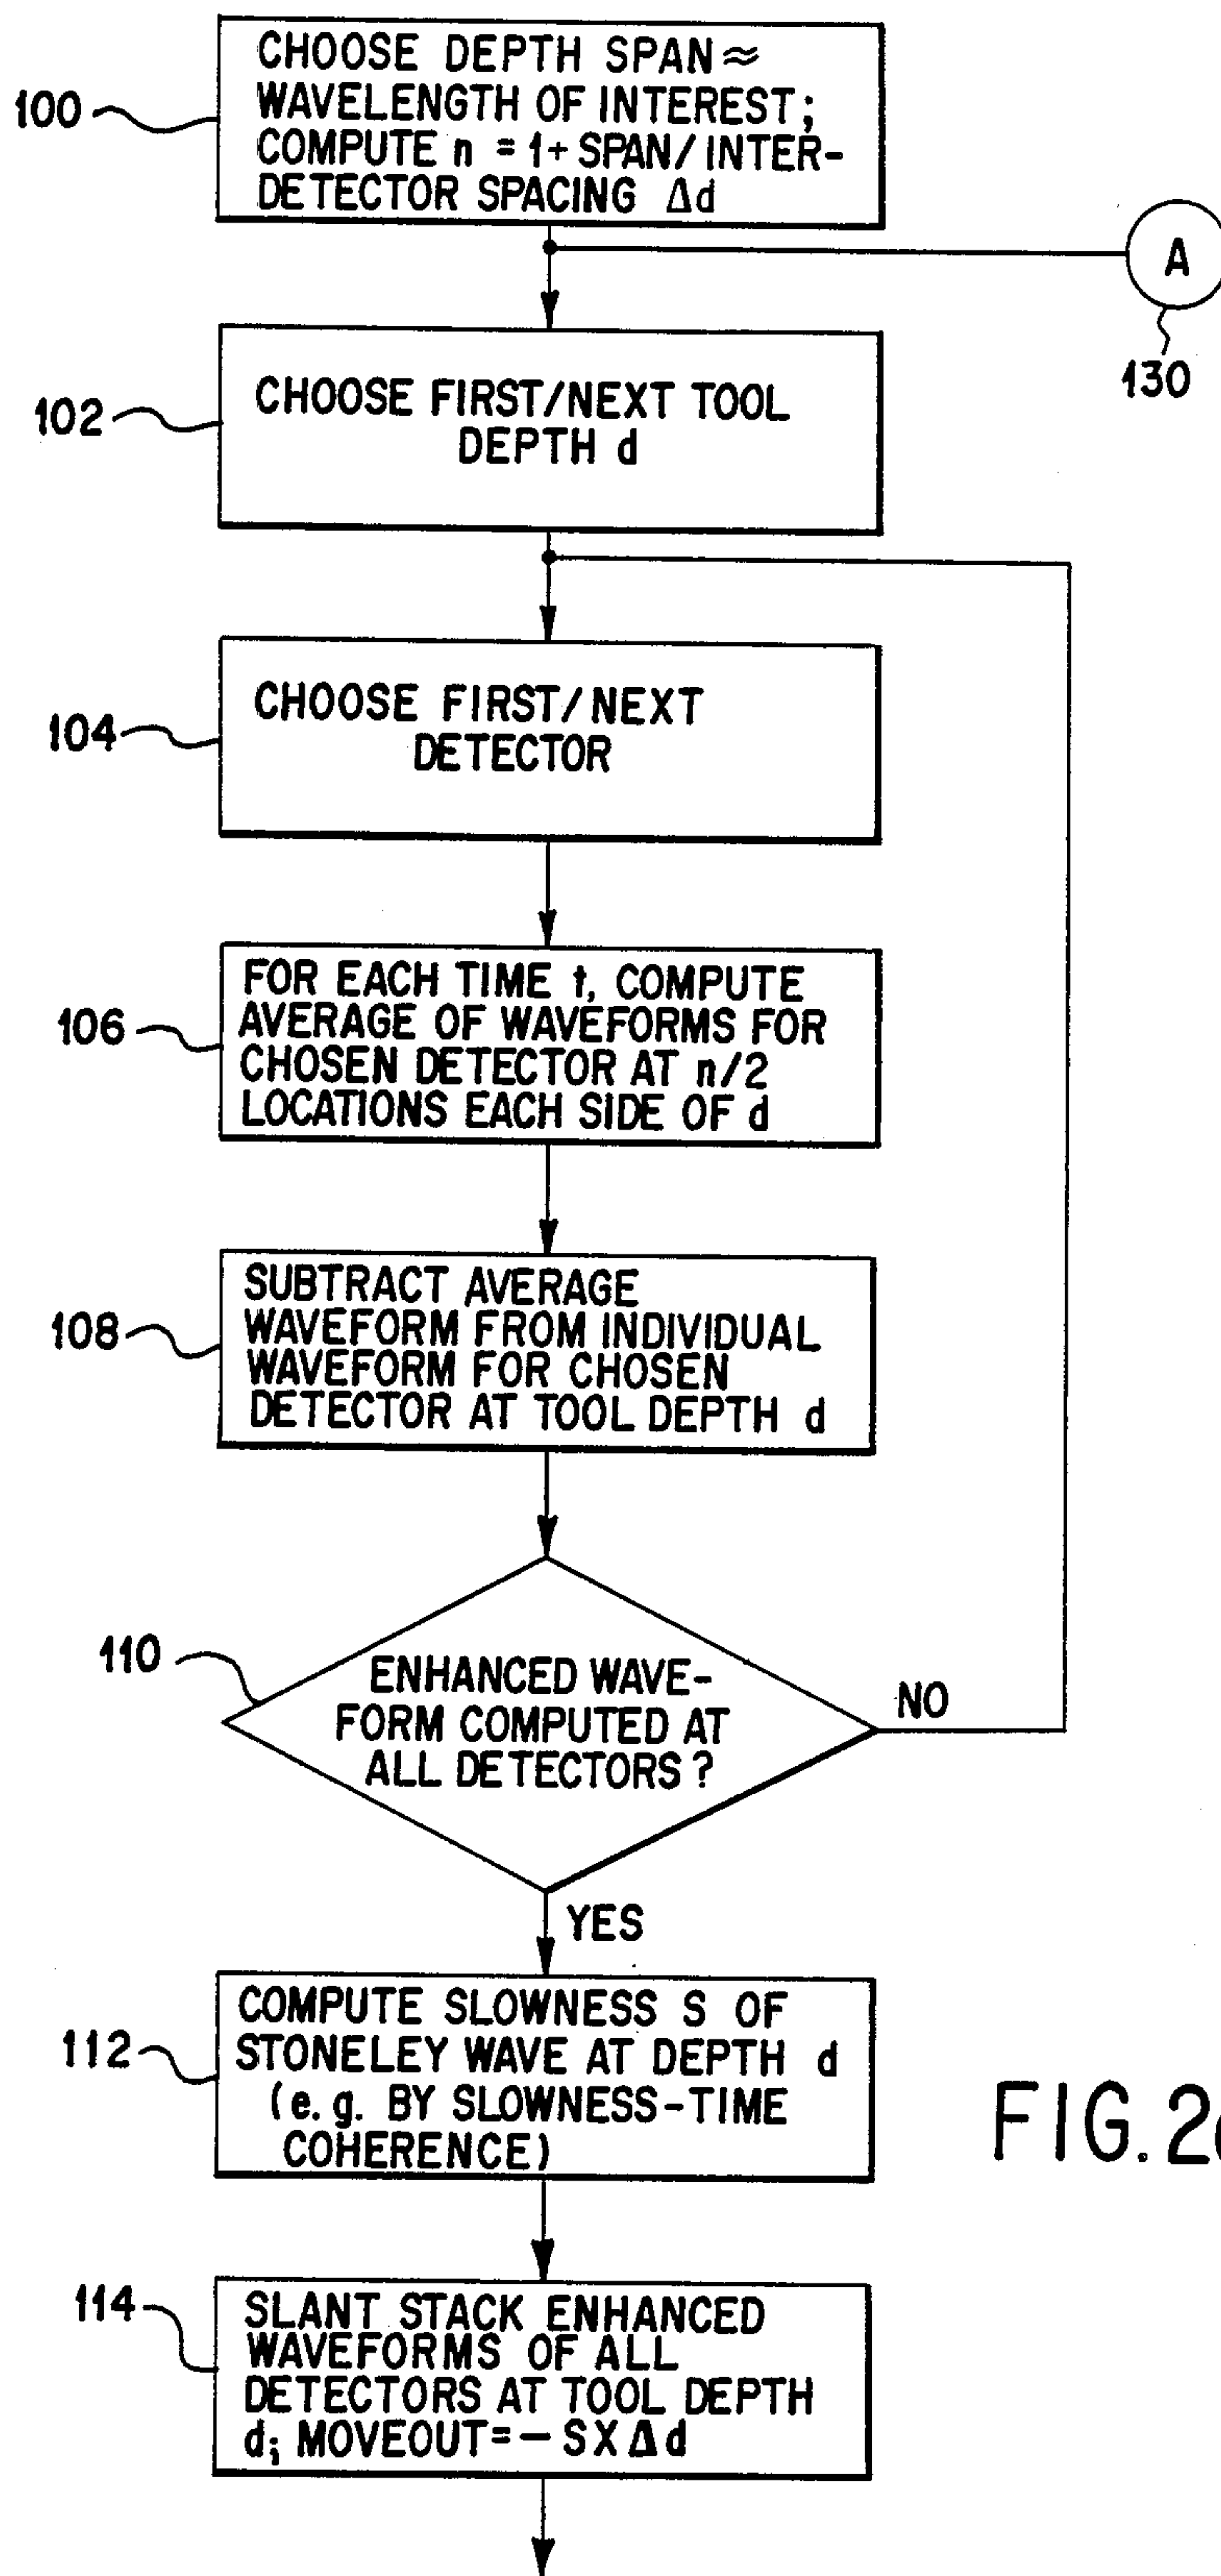 CHOOSE DEPTH SPAN ≈
WAVELENGTH OF INTEREST;
COMPUTE n = 1+ SPAN/INTER-
DETECTOR SPACING Δd
100
A
130
CHOOSE FIRST/NEXT TOOL
DEPTH d
102
CHOOSE FIRST/NEXT
DETECTOR
104
FOR EACH TIME t, COMPUTE
AVERAGE OF WAVEFORMS FOR
CHOSEN DETECTOR AT n/2
LOCATIONS EACH SIDE OF d
106
SUBTRACT AVERAGE
WAVEFORM FROM INDIVIDUAL
WAVEFORM FOR CHOSEN
DETECTOR AT TOOL DEPTH d
108
110
ENHANCED WAVE-
FORM COMPUTED AT
ALL DETECTORS?
NO
YES
COMPUTE SLOWNESS S OF
STONELEY WAVE AT DEPTH d
(e.g. BY SLOWNESS-TIME
COHERENCE)
112
FIG. 2
SLANT STACK ENHANCED
WAVEFORMS OF ALL
DETECTORS AT TOOL DEPTH
d; MOVEOUT=－S X Δd
114